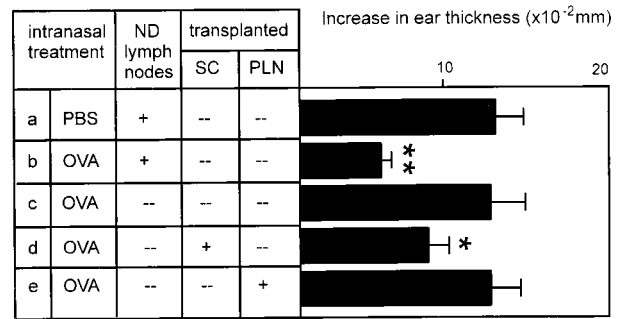 Increase in ear thickness (x10-2mm)
intranasal treatment ND lymph nodes transplanted
SC PLN
10 20
a PBS + -- --
b OVA + -- -- **
c OVA -- -- --
d OVA -- + -- *
e OVA -- -- +